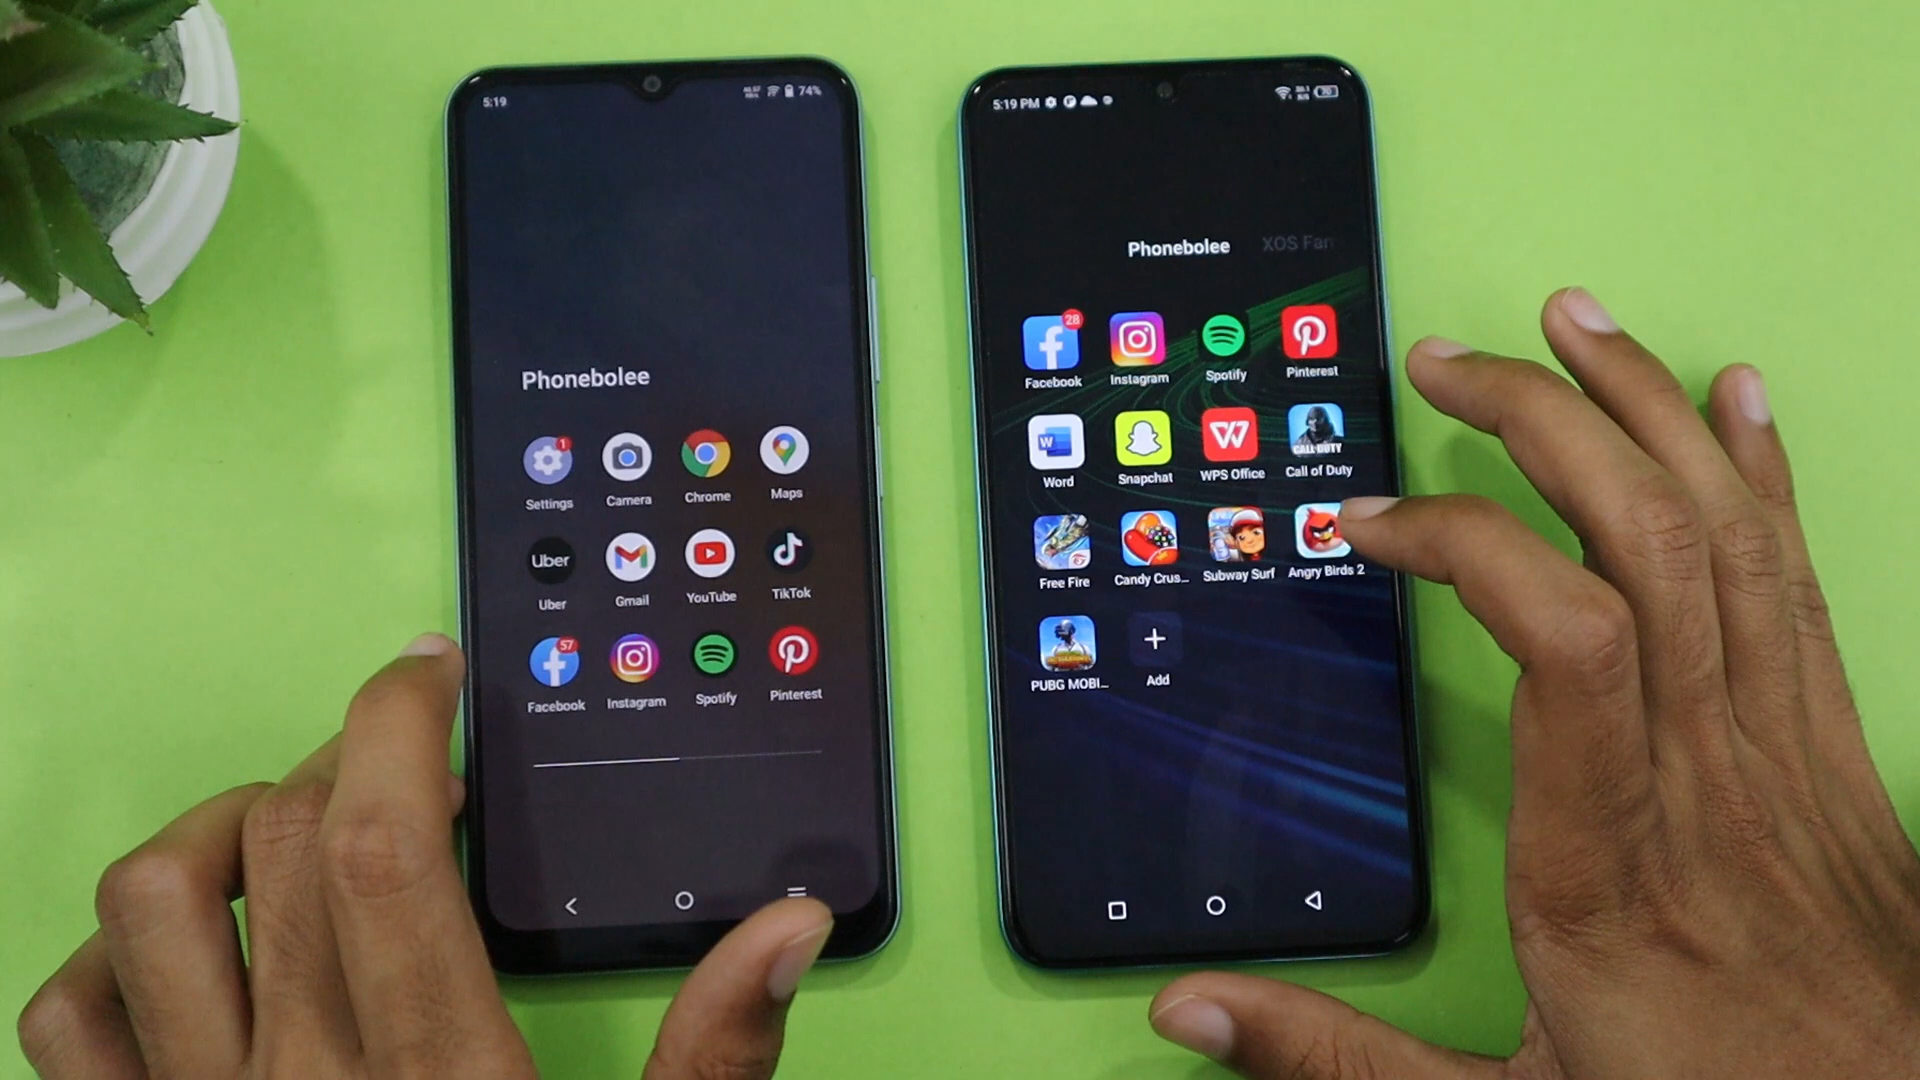 5:19
74%
Phonebolee
1
Settings
Camera
Chrome
Maps
Uber
Uber
Gmail
YouTube
TikTok
57
Facebook
Instagram
Spotify
Pinterest
5:19 PM
Phonebolee XOS Fan
28
Facebook
Instagram
Spotify
Pinterest
W
Word
Snapchat
WPS Office
CALL DUTY
Call of Duty
Free Fire
Candy Crus...
Subway Surf
Angry Birds 2
PUBG MOBI...
Add